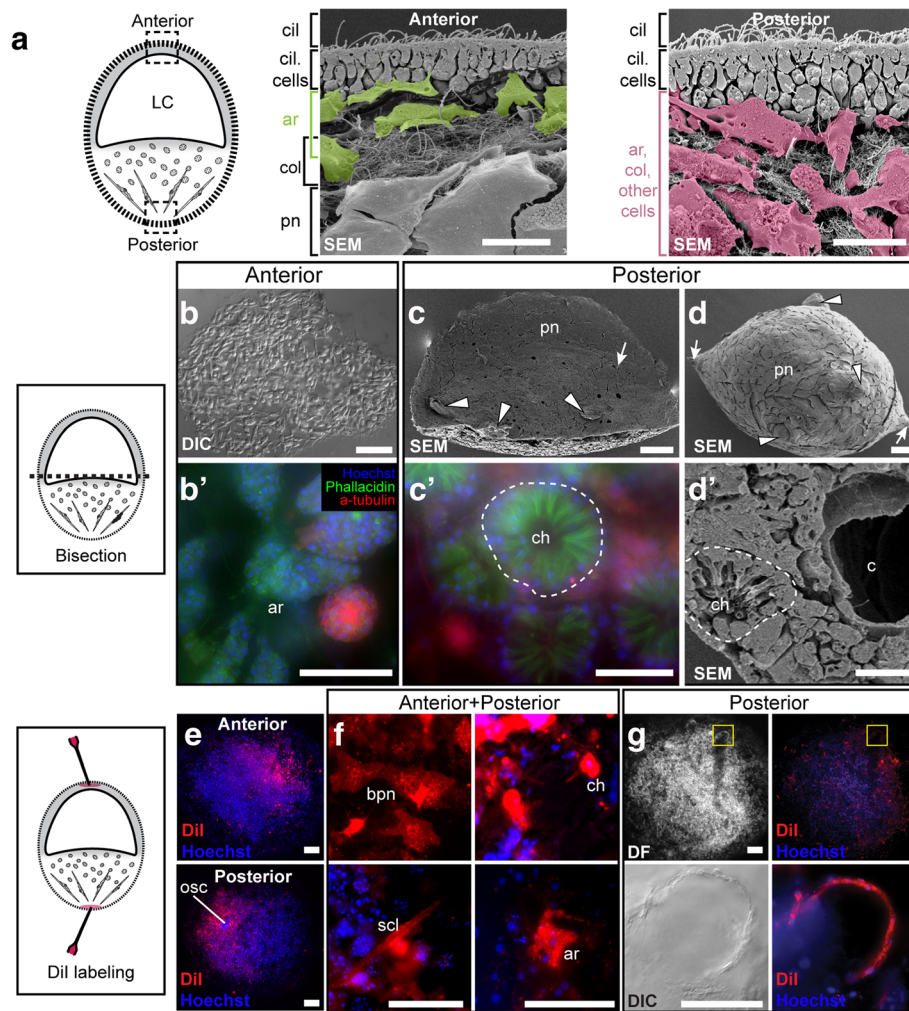 a
Anterior
LC
Posterior
cil
cil.
cells
ar
col
pn
Anterior
SEM
cil
cil.
cells
ar,
col,
other
cells
Posterior
SEM
Anterior
Posterior
b
DIC
c
pn
SEM
d
pn
SEM
Bisection
b'
Hoechst
Phallacidin
a-tubulin
ar
c'
ch
d'
c
ch
SEM
Anterior+Posterior
Posterior
e
Anterior
DiI
Hoechst
f
bpn
ch
g
DF
DiI
Hoechst
DiI labeling
Posterior
osc
DiI
Hoechst
scl
ar
DIC
DiI
Hoechst